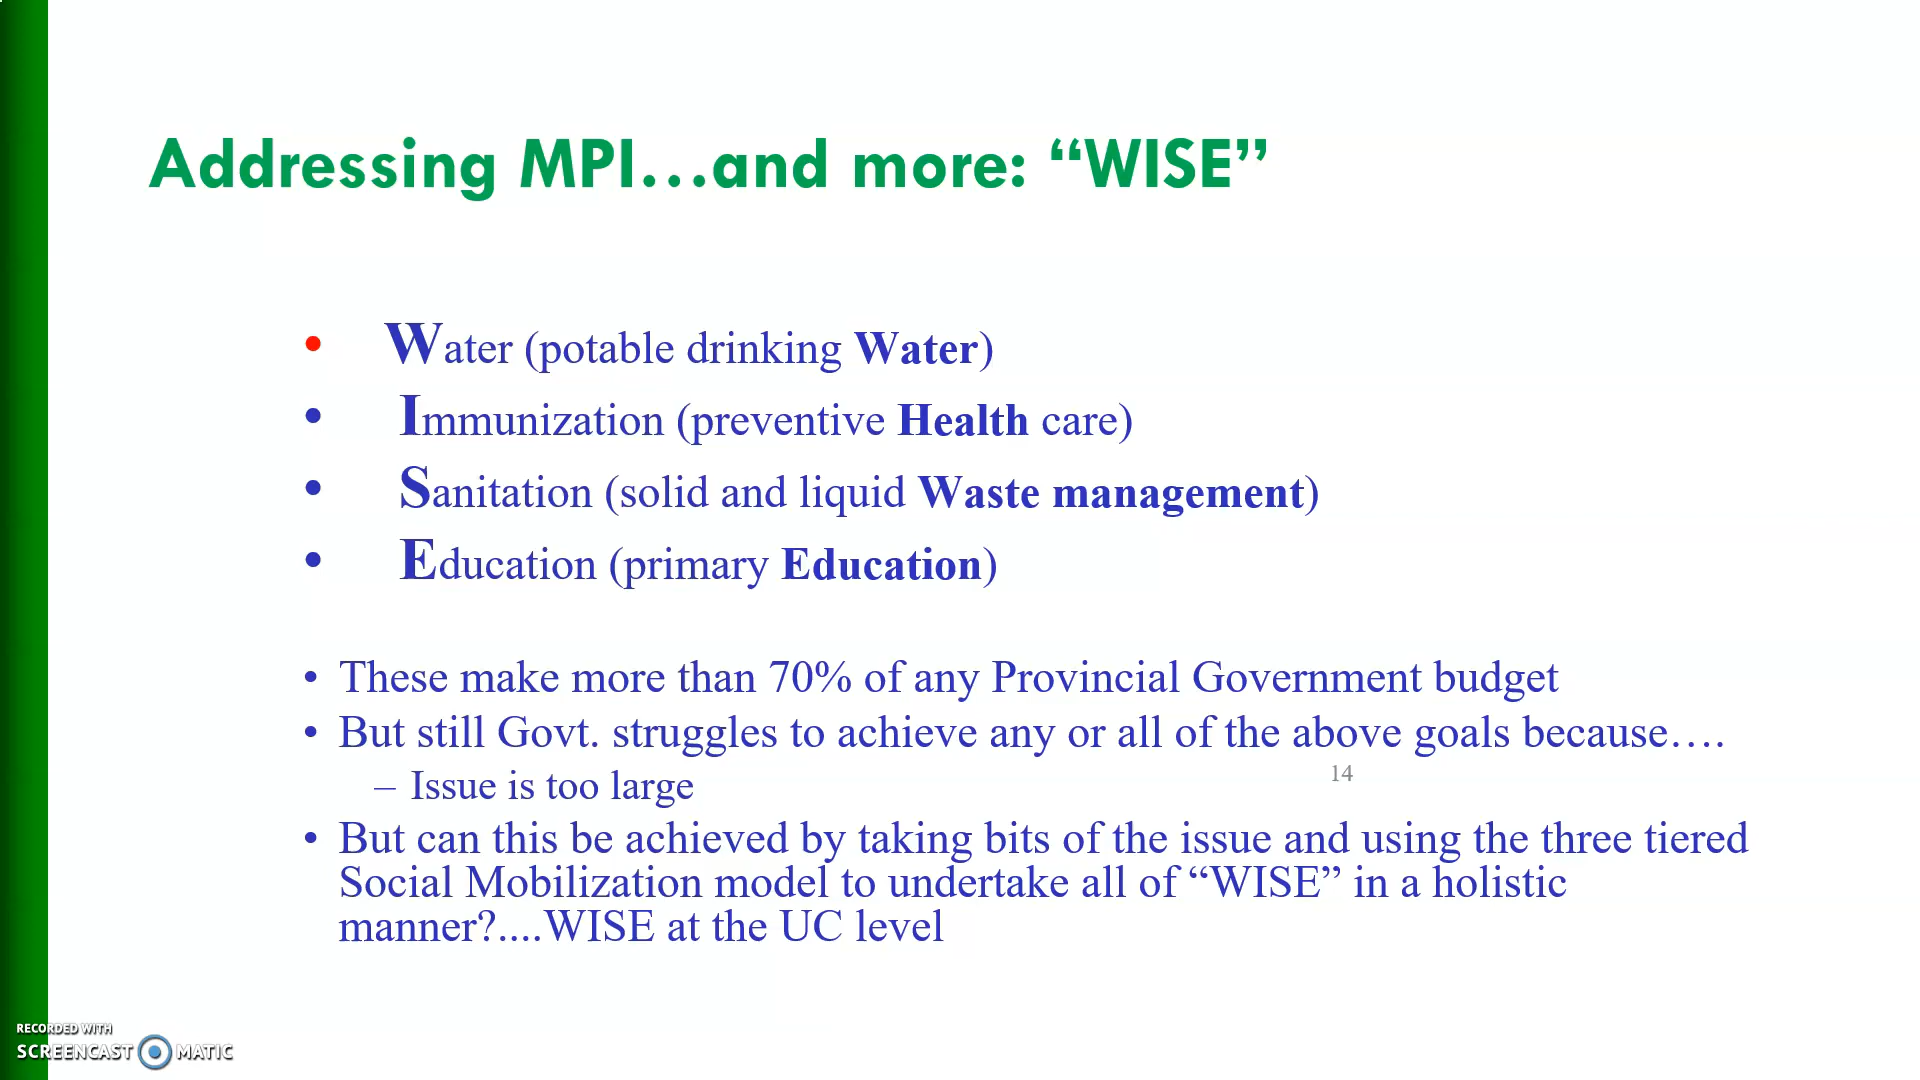 Addressing MPI...and more: “WISE”
• Water (potable drinking Water)
• Immunization (preventive Health care)
• Sanitation (solid and liquid Waste management)
• Education (primary Education)
• These make more than 70% of any Provincial Government budget
• But still Govt. struggles to achieve any or all of the above goals because….
– Issue is too large
14
• But can this be achieved by taking bits of the issue and using the three tiered
Social Mobilization model to undertake all of “WISE” in a holistic
manner?....WISE at the UC level
RECORDED WITH
SCREENCAST MATIC